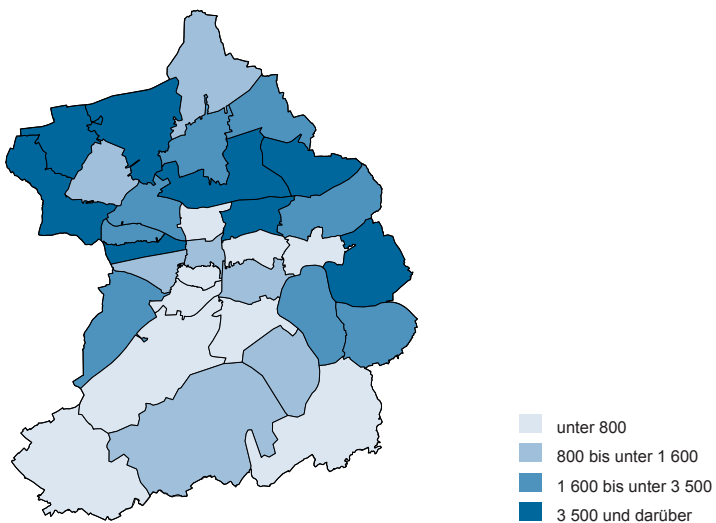 unter 800
800 bis unter 1 600
1 600 bis unter 3 500
3 500 und darüber